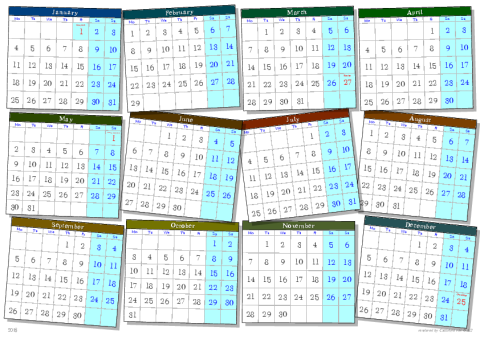 January
Mo Tu We Th Fr Sa Su
1 2 3
4 5 6 7 8 9 10
11 12 13 14 15 16 17
18 19 20 21 22 23 24
25 26 27 28 29 30 31
February
Mo Tu We Th Fr Sa Su
1 2 3 4 5 6 7
8 9 10 11 12 13 14
15 16 17 18 19 20 21
22 23 24 25 26 27 28
29
March
Mo Tu We Th Fr Sa Su
1 2 3 4 5 6
7 8 9 10 11 12 13
14 15 16 17 18 19 20
21 22 23 24 25 26 27
28 29 30 31
April
Mo Tu We Th Fr Sa Su
1 2 3
4 5 6 7 8 9 10
11 12 13 14 15 16 17
18 19 20 21 22 23 24
25 26 27 28 29 30
May
Mo Tu We Th Fr Sa Su
1
2 3 4 5 6 7 8
9 10 11 12 13 14 15
16 17 18 19 20 21 22
23 24 25 26 27 28 29
30 31
June
Mo Tu We Th Fr Sa Su
1 2 3 4 5
6 7 8 9 10 11 12
13 14 15 16 17 18 19
20 21 22 23 24 25 26
27 28 29 30
July
Mo Tu We Th Fr Sa Su
1 2 3
4 5 6 7 8 9 10
11 12 13 14 15 16 17
18 19 20 21 22 23 24
25 26 27 28 29 30 31
August
Mo Tu We Th Fr Sa Su
1 2 3 4 5 6 7
8 9 10 11 12 13 14
15 16 17 18 19 20 21
22 23 24 25 26 27 28
29 30 31
September
Mo Tu We Th Fr Sa Su
1 2 3 4
5 6 7 8 9 10 11
12 13 14 15 16 17 18
19 20 21 22 23 24 25
26 27 28 29 30
October
Mo Tu We Th Fr Sa Su
1 2
3 4 5 6 7 8 9
10 11 12 13 14 15 16
17 18 19 20 21 22 23
24 25 26 27 28 29 30
31
November
Mo Tu We Th Fr Sa Su
1 2 3 4 5 6
7 8 9 10 11 12 13
14 15 16 17 18 19 20
21 22 23 24 25 26 27
28 29 30
December
Mo Tu We Th Fr Sa Su
1 2 3 4
5 6 7 8 9 10 11
12 13 14 15 16 17 18
19 20 21 22 23 24 25
26 27 28 29 30 31
2016